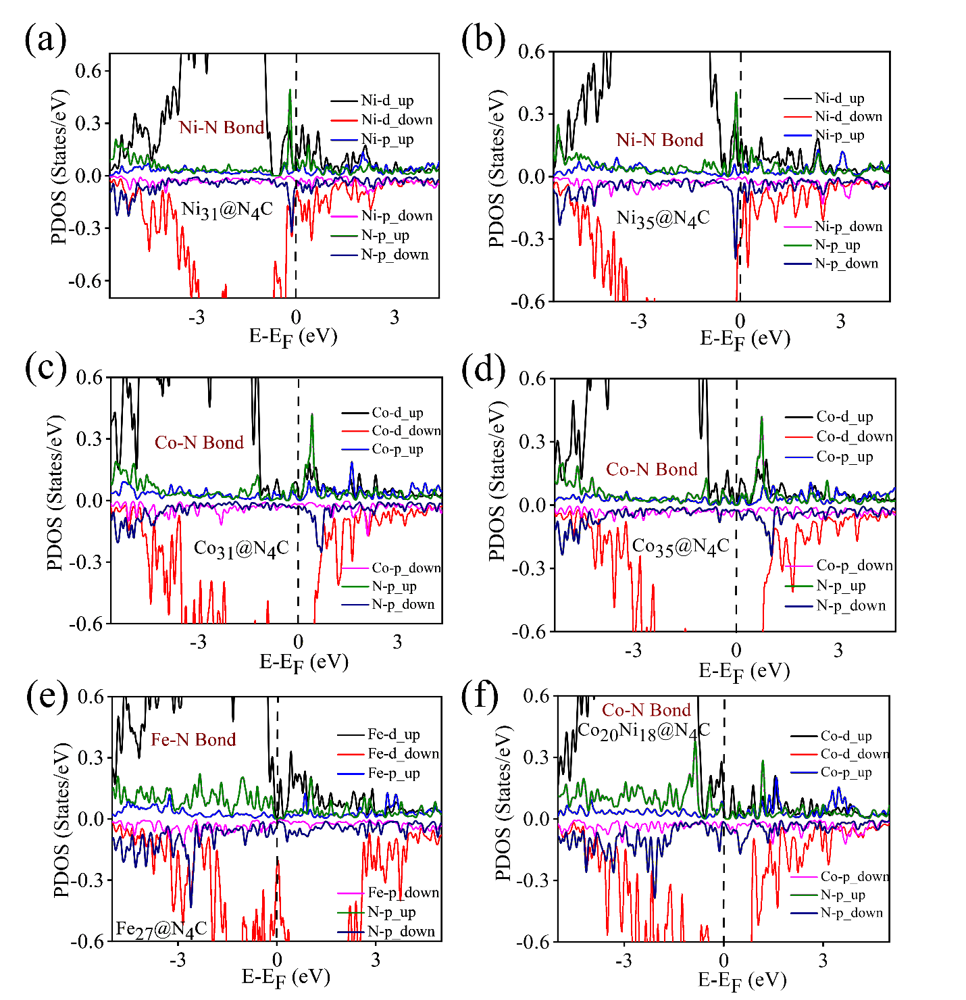 (a)
PDOS (States/eV)
0.6
0.3
0.0
-0.3
-0.6
Ni-N Bond
Ni31@N4C
Ni-d_up
Ni-d_down
Ni-p_up
Ni-p_down
N-p_up
N-p_down
-3
0
3
E-EF (eV)
(b)
PDOS (States/eV)
0.6
0.3
0.0
-0.3
-0.6
Ni-N Bond
Ni35@N4C
Ni-d_up
Ni-d_down
Ni-p_up
Ni-p_down
N-p_up
N-p_down
-3
0
3
E-EF (eV)
(c)
PDOS (States/eV)
0.6
0.3
0.0
-0.3
-0.6
Co-N Bond
Co31@N4C
Co-d_up
Co-d_down
Co-p_up
Co-p_down
N-p_up
N-p_down
-3
0
3
E-EF (eV)
(d)
PDOS (States/eV)
0.6
0.3
0.0
-0.3
-0.6
Co-N Bond
Co35@N4C
Co-d_up
Co-d_down
Co-p_up
Co-p_down
N-p_up
N-p_down
-3
0
3
E-EF (eV)
(e)
PDOS (States/eV)
0.6
0.3
0.0
-0.3
-0.6
Fe-N Bond
Fe27@N4C
Fe-d_up
Fe-d_down
Fe-p_up
Fe-p_down
N-p_up
N-p_down
-3
0
3
E-EF (eV)
(f)
PDOS (States/eV)
0.6
0.3
0.0
-0.3
-0.6
Co-N Bond
Co20Ni18@N4C
Co-d_up
Co-d_down
Co-p_up
Co-p_down
N-p_up
N-p_down
-3
0
3
E-EF (eV)